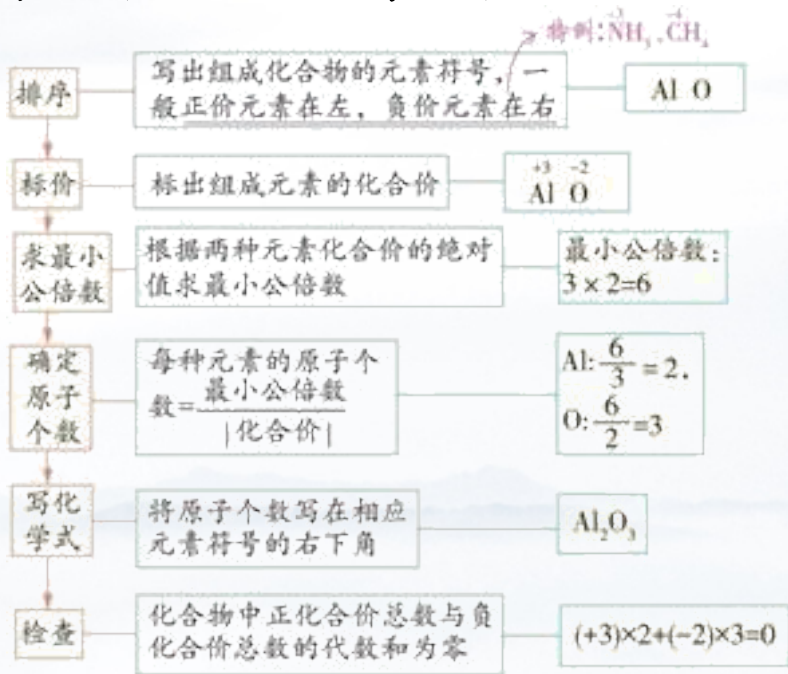 特例:NH₃、CH₄
-3 -4
排序
写出组成化合物的元素符号，一
般正价元素在左，负价元素在右
Al O
标价
标出组成元素的化合价
+3 -2
Al O
求最小
公倍数
根据两种元素化合价的绝对
值求最小公倍数
最小公倍数：
3×2=6
确定
原子
个数
每种元素的原子个
数=最小公倍数/|化合价|
Al:6/3=2.
O:6/2=3
写化
学式
将原子个数写在相应
元素符号的右下角
Al₂O₃
检查
化合物中正化合价总数与负
化合价总数的代数和为零
(+3)×2+(-2)×3=0